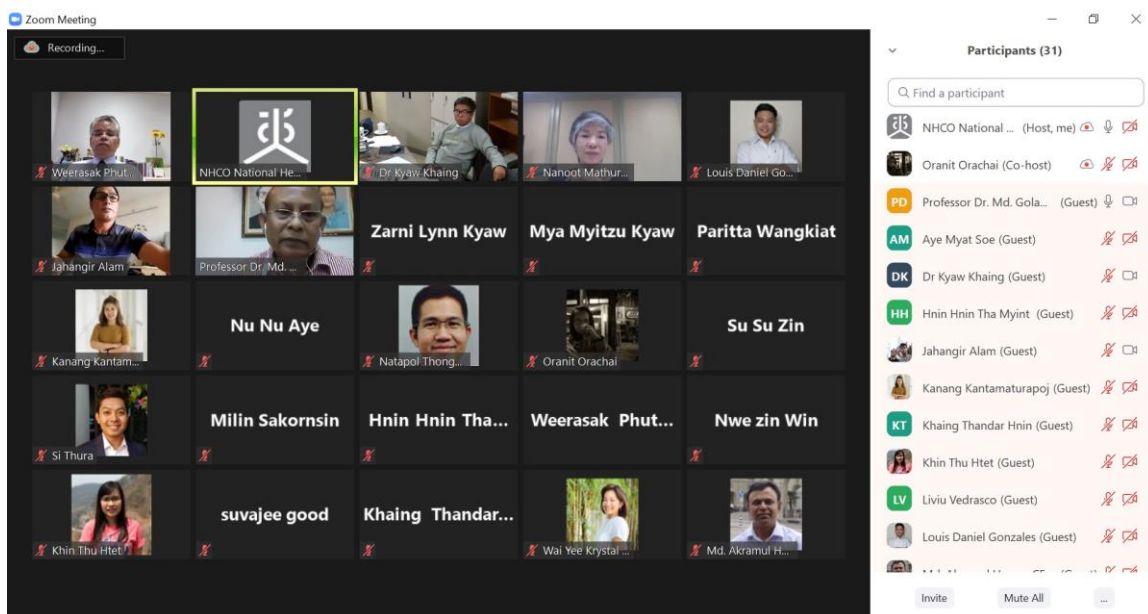 Zoom Meeting
Recording...
Weerasak Phut...
NHCO National He...
Dr Kyaw Khaing
Nanoot Mathur...
Louis Daniel Go...
Jahangir Alam
Professor Dr. Md. ...
Zarni Lynn Kyaw
Mya Myitzu Kyaw
Paritta Wangkiat
Kanang Kantam...
Nu Nu Aye
Natapol Thong...
Oranit Orachai
Su Su Zin
Si Thura
Milin Sakornsin
Hnin Hnin Tha...
Weerasak Phut...
Nwe zin Win
Khin Thu Htet
suvajee good
Khaing Thandar...
Wai Yee Krystal ...
Md. Akramul H...
Participants (31)
Find a participant
NHCO National ... (Host, me)
Oranit Orachai (Co-host)
PD Professor Dr. Md. Gola... (Guest)
AM Aye Myat Soe (Guest)
DK Dr Kyaw Khaing (Guest)
HH Hnin Hnin Tha Myint (Guest)
Jahangir Alam (Guest)
Kanang Kantamaturapoj (Guest)
KT Khaing Thandar Hnin (Guest)
Khin Thu Htet (Guest)
LV Liviu Vedrasco (Guest)
Louis Daniel Gonzales (Guest)
Invite Mute All ...